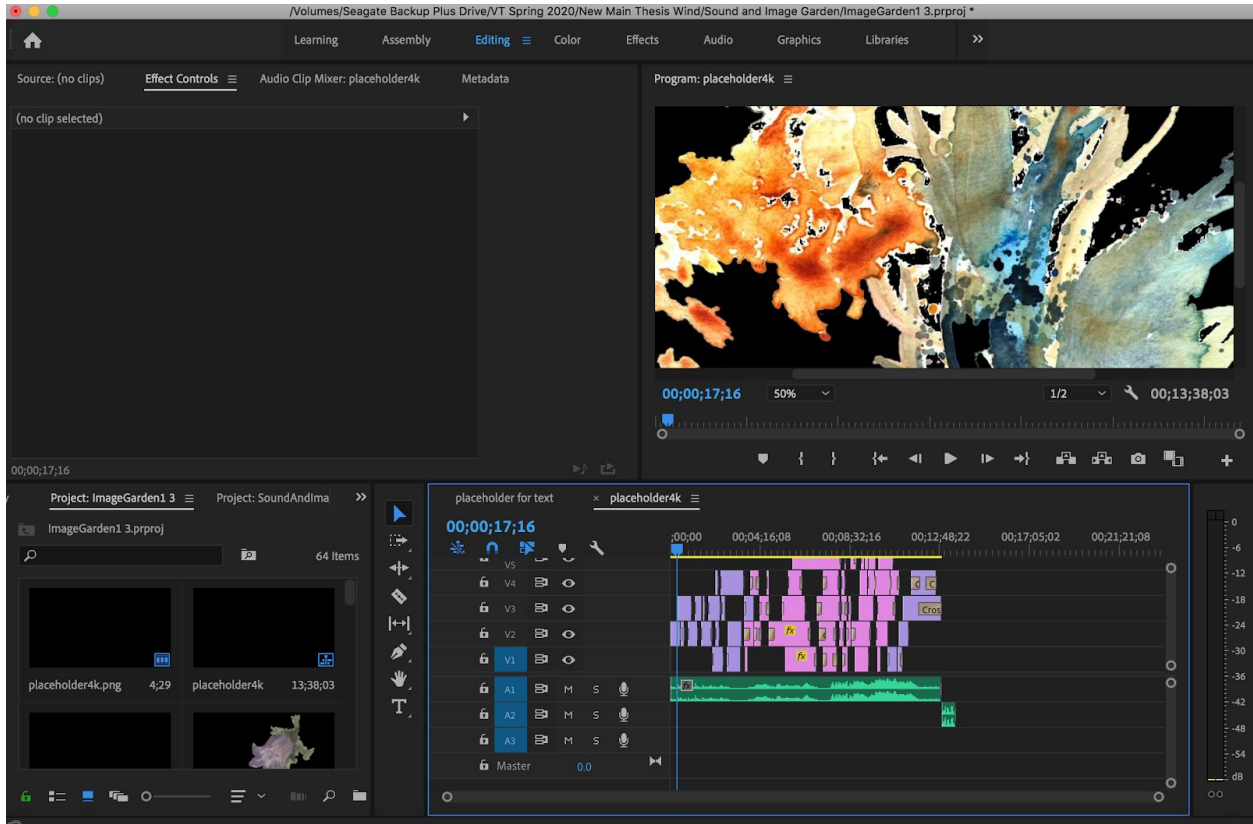 /Volumes/Seagate Backup Plus Drive/VT Spring 2020/New Main Thesis Wind/Sound and Image Garden/ImageGarden1 3.prproj *
Learning Assembly Editing Color Effects Audio Graphics Libraries
Source: (no clips) Effect Controls Audio Clip Mixer: placeholder4k Metadata
(no clip selected)
00;00;17;16
Program: placeholder4k
00;00;17;16 50% 1/2 00;13;38;03
Project: ImageGarden1 3 Project: SoundAndIma
ImageGarden1 3.prproj
64 Items
placeholder4k.png 4;29 placeholder4k 13;38;03
T
placeholder for text × placeholder4k
00;00;17;16
;00;00 00;04;16;08 00;08;32;16 00;12;48;22 00;17;05;02 00;21;21;08
V5
V4
V3 Cros
V2 fx
V1 fx
A1 M S fx
A2 M S
A3 M S
Master 0.0
0
-6
-12
-18
-24
-30
-36
-42
-48
-54
dB